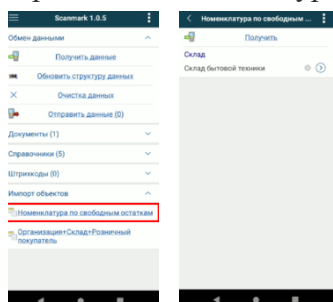 Scanmark 1.0.5
Обмен данными
Получить данные
Обновить структуру данных
Очистка данных
Отправить данные (0)
Документы (1)
Справочники (5)
Штрихкоды (0)
Импорт объектов
Номенклатура по свободным остаткам
Организация+Склад+Розничный
покупатель
Номенклатура по свободным ...
Получить
Склад
Склад бытовой техники